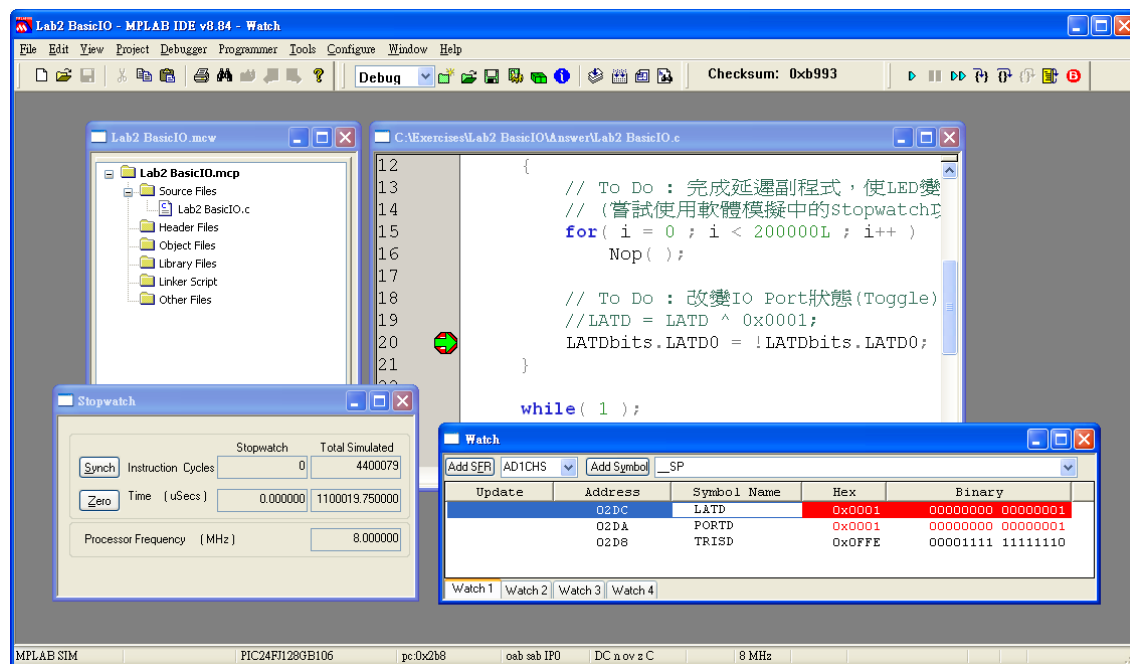 Lab2 BasicIO - MPLAB IDE v8.84 - Watch
File Edit View Project Debugger Programmer Tools Configure Window Help
Debug Checksum: 0xb993
Lab2 BasicIO.mcw
Lab2 BasicIO.mcp
Source Files
Lab2 BasicIO.c
Header Files
Object Files
Library Files
Linker Script
Other Files
C:\Exercises\Lab2 BasicIO\Answer\Lab2 BasicIO.c
12 {
13 // To Do : 完成延遲副程式，使LED變
14 // (嘗試使用軟體模擬中的Stopwatch功
15 for( i = 0 ; i < 200000L ; i++ )
16 Nop( );
17
18 // To Do : 改變IO Port狀態(Toggle)
19 //LATD = LATD ^ 0x0001;
20 LATDbits.LATD0 = !LATDbits.LATD0;
21 }
while( 1 );
Stopwatch
Stopwatch Total Simulated
Synch Instruction Cycles 0 4400079
Zero Time (uSecs) 0.000000 1100019.750000
Processor Frequency (MHz) 8.000000
Watch
Add SFR AD1CHS Add Symbol __SP
Update Address Symbol Name Hex Binary
02DC LATD 0x0001 00000000 00000001
02DA PORTD 0x0001 00000000 00000001
02D8 TRISD 0x0FFE 00001111 11111110
Watch 1 Watch 2 Watch 3 Watch 4
MPLAB SIM PIC24FJ128GB106 pc:0x2b8 oab sab IP0 DC n ov z C 8 MHz